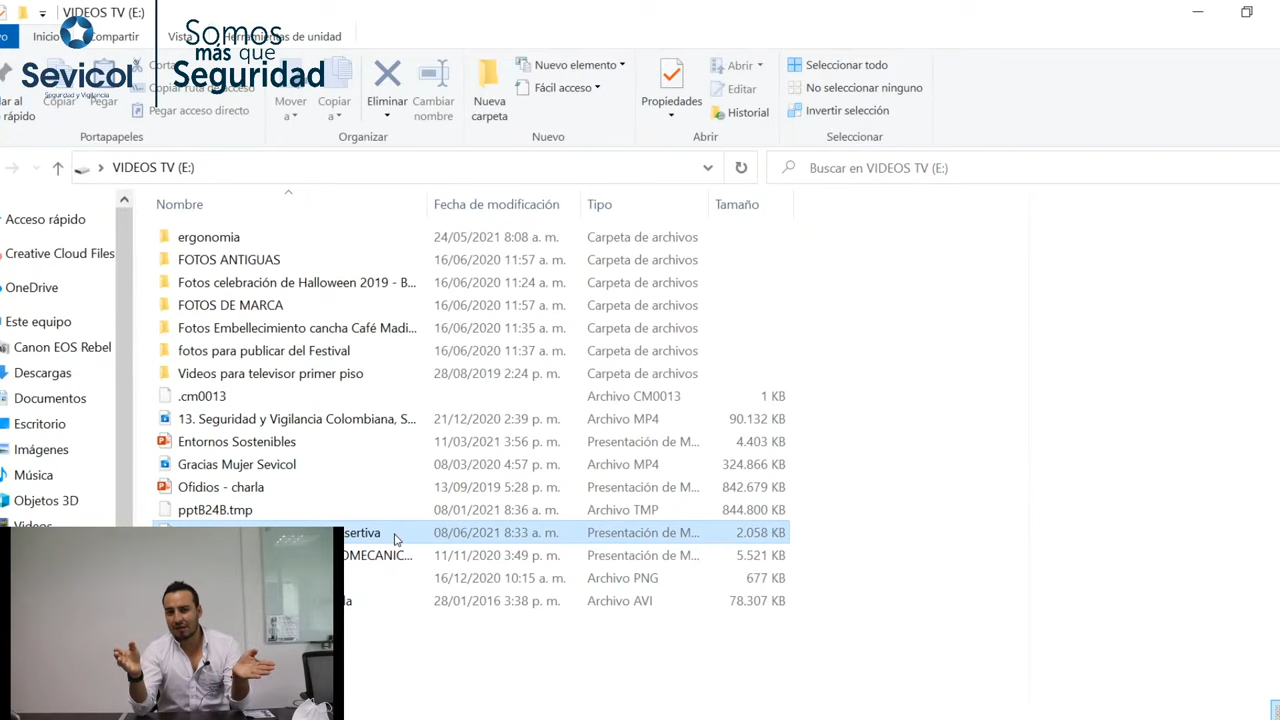 VIDEOS TV (E:)
Inicio Compartir Vista Herramientas de unidad
Sevicol
Seguridad y Vigilancia
Somos
más que
Seguridad
Copiar
Pegar
Copiar ruta de acceso
Pegar acceso directo
Portapapeles
Mover a
Copiar a
Eliminar
Cambiar nombre
Organizar
Nueva carpeta
Nuevo elemento
Fácil acceso
Nuevo
Propiedades
Abrir
Editar
Historial
Abrir
Seleccionar todo
No seleccionar ninguno
Invertir selección
Seleccionar
VIDEOS TV (E:)
Buscar en VIDEOS TV (E:)
Acceso rápido
Creative Cloud Files
OneDrive
Este equipo
Canon EOS Rebel
Descargas
Documentos
Escritorio
Imágenes
Música
Objetos 3D
Videos
Nombre Fecha de modificación Tipo Tamaño
ergonomia 24/05/2021 8:08 a. m. Carpeta de archivos
FOTOS ANTIGUAS 16/06/2020 11:57 a. m. Carpeta de archivos
Fotos celebración de Halloween 2019 - B... 16/06/2020 11:24 a. m. Carpeta de archivos
FOTOS DE MARCA 16/06/2020 11:57 a. m. Carpeta de archivos
Fotos Embellecimiento cancha Café Madi... 16/06/2020 11:35 a. m. Carpeta de archivos
fotos para publicar del Festival 16/06/2020 11:37 a. m. Carpeta de archivos
Videos para televisor primer piso 28/08/2019 2:24 p. m. Carpeta de archivos
.cm0013 Archivo CM0013 1 KB
13. Seguridad y Vigilancia Colombiana, S... 21/12/2020 2:39 p. m. Archivo MP4 90.132 KB
Entornos Sostenibles 11/03/2021 3:56 p. m. Presentación de M... 4.403 KB
Gracias Mujer Sevicol 08/03/2020 4:57 p. m. Archivo MP4 324.866 KB
Ofidios - charla 13/09/2019 5:28 p. m. Presentación de M... 842.679 KB
pptB24B.tmp 08/01/2021 8:36 a. m. Archivo TMP 844.800 KB
sertiva 08/06/2021 8:33 a. m. Presentación de M... 2.058 KB
OMECANIC... 11/11/2020 3:49 p. m. Presentación de M... 5.521 KB
16/12/2020 10:15 a. m. Archivo PNG 677 KB
la 28/01/2016 3:38 p. m. Archivo AVI 78.307 KB